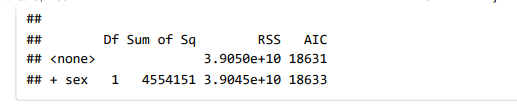 ##
##        Df Sum of Sq        RSS   AIC
## <none>              3.9050e+10 18631
## + sex   1   4554151 3.9045e+10 18633